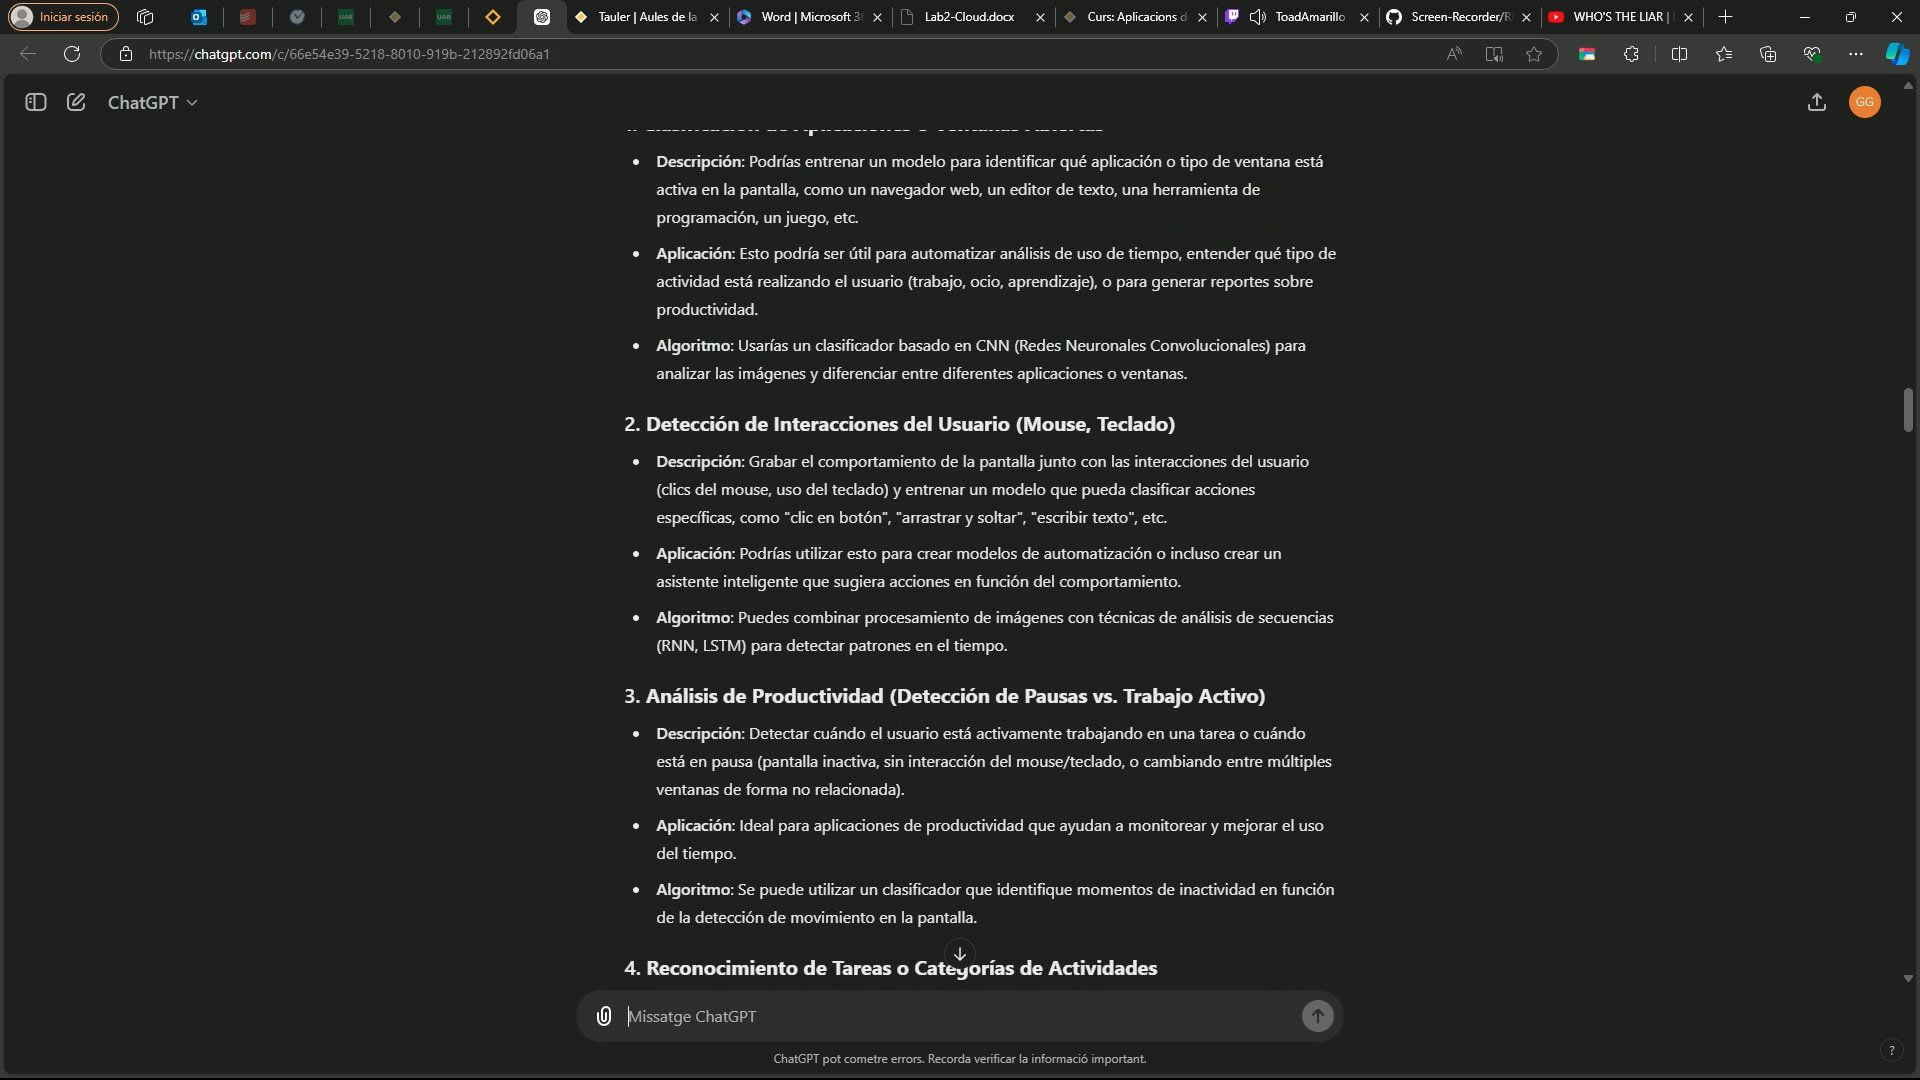 Iniciar sesión
UAB
UAB
Tauler | Aules de la
Word | Microsoft 3
Lab2-Cloud.docx
Curs: Aplicacions d
ToadAmarillo
Screen-Recorder/R
WHO'S THE LIAR |
https://chatgpt.com/c/66e54e39-5218-8010-919b-212892fd06a1
ChatGPT
GG
• Descripción: Podrías entrenar un modelo para identificar qué aplicación o tipo de ventana está
activa en la pantalla, como un navegador web, un editor de texto, una herramienta de
programación, un juego, etc.
• Aplicación: Esto podría ser útil para automatizar análisis de uso de tiempo, entender qué tipo de
actividad está realizando el usuario (trabajo, ocio, aprendizaje), o para generar reportes sobre
productividad.
• Algoritmo: Usarías un clasificador basado en CNN (Redes Neuronales Convolucionales) para
analizar las imágenes y diferenciar entre diferentes aplicaciones o ventanas.
2. Detección de Interacciones del Usuario (Mouse, Teclado)
• Descripción: Grabar el comportamiento de la pantalla junto con las interacciones del usuario
(clics del mouse, uso del teclado) y entrenar un modelo que pueda clasificar acciones
específicas, como "clic en botón", "arrastrar y soltar", "escribir texto", etc.
• Aplicación: Podrías utilizar esto para crear modelos de automatización o incluso crear un
asistente inteligente que sugiera acciones en función del comportamiento.
• Algoritmo: Puedes combinar procesamiento de imágenes con técnicas de análisis de secuencias
(RNN, LSTM) para detectar patrones en el tiempo.
3. Análisis de Productividad (Detección de Pausas vs. Trabajo Activo)
• Descripción: Detectar cuándo el usuario está activamente trabajando en una tarea o cuándo
está en pausa (pantalla inactiva, sin interacción del mouse/teclado, o cambiando entre múltiples
ventanas de forma no relacionada).
• Aplicación: Ideal para aplicaciones de productividad que ayudan a monitorear y mejorar el uso
del tiempo.
• Algoritmo: Se puede utilizar un clasificador que identifique momentos de inactividad en función
de la detección de movimiento en la pantalla.
4. Reconocimiento de Tareas o Categorías de Actividades
Missatge ChatGPT
ChatGPT pot cometre errors. Recorda verificar la informació important.
?